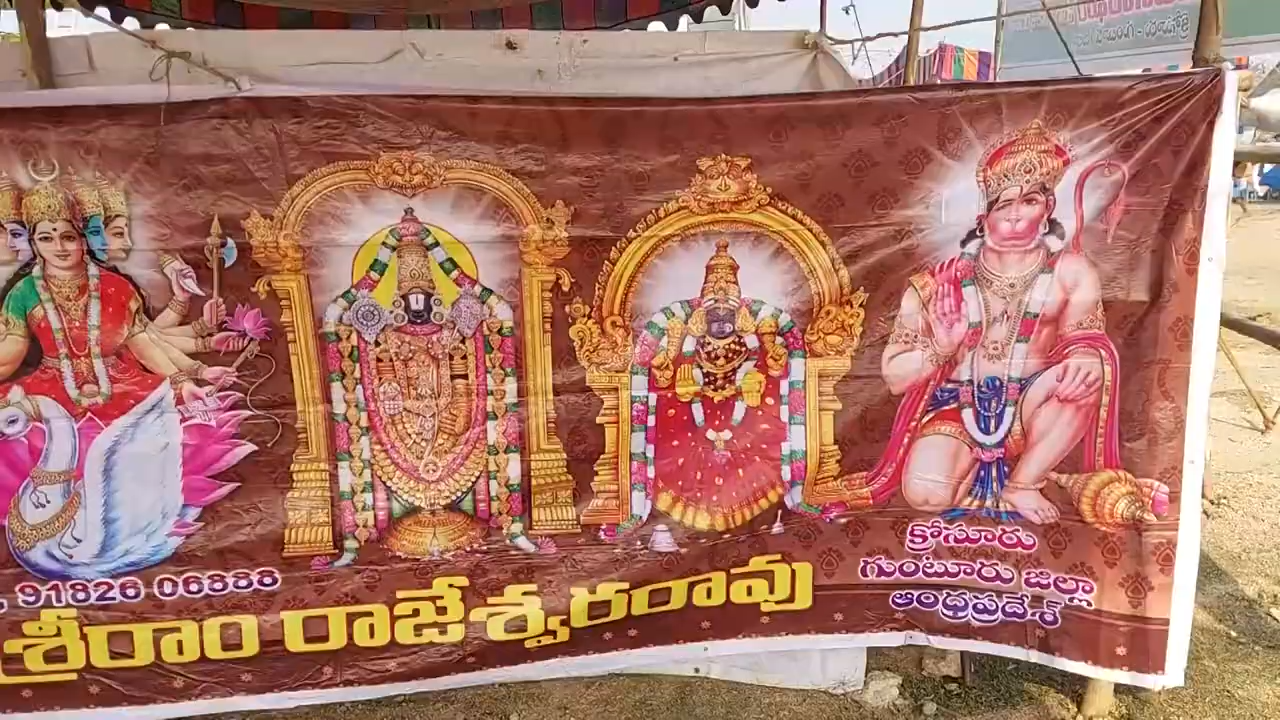 91826 06888
శ్రీరాం రాజేశ్వరరావు
క్రోసూరు
గుంటూరు జిల్లా
ఆంధ్రప్రదేశ్